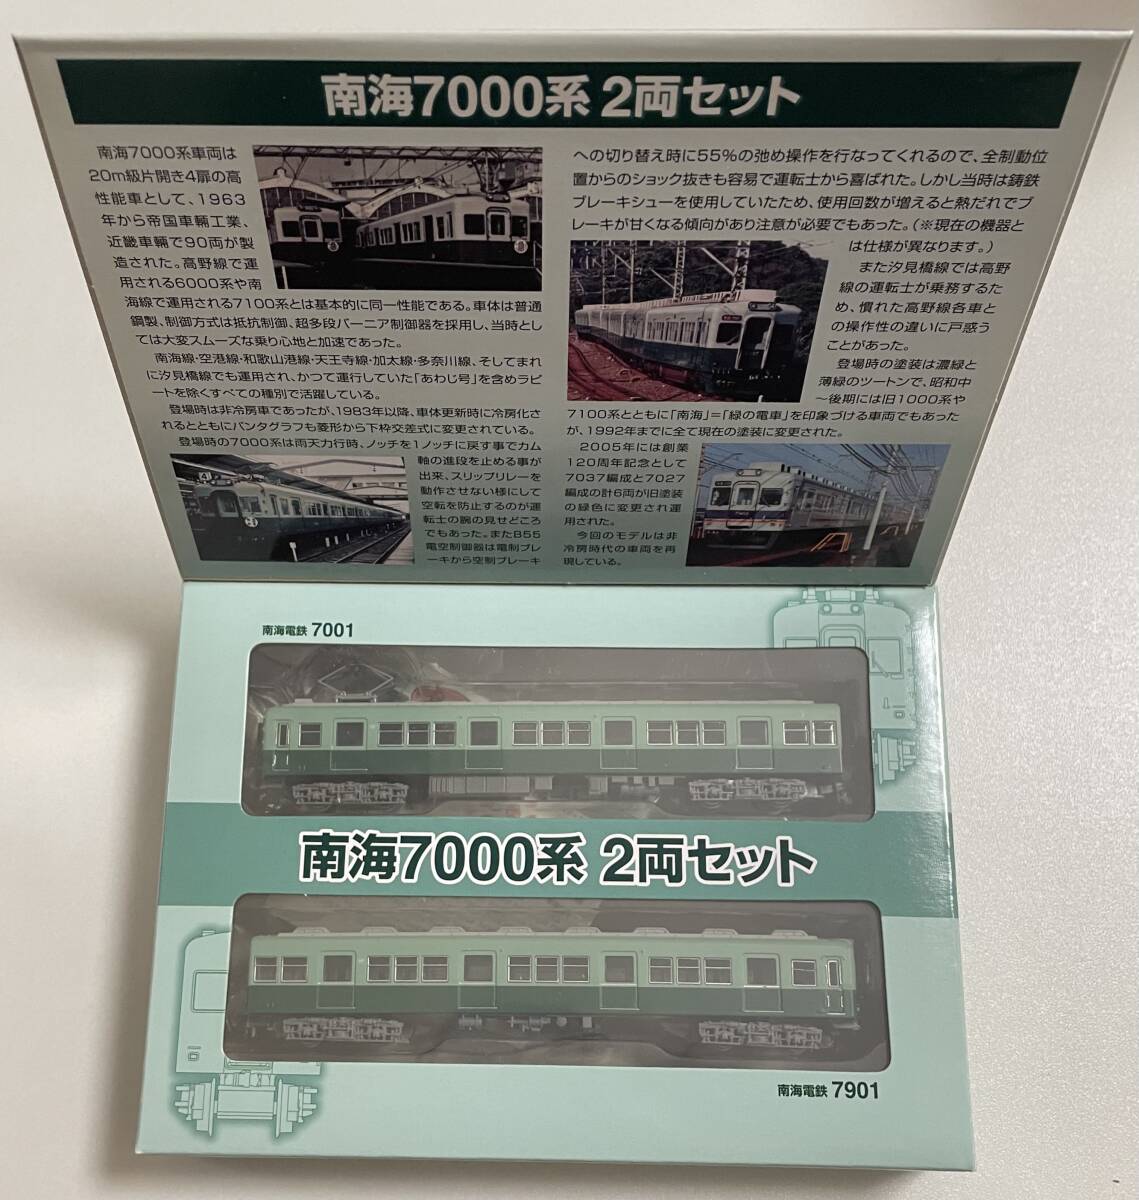 南海7000系 2両セット
南海7000系車両は
20m級片開き4扉の高
性能車として、1963
年から帝国車輛工業、
近畿車輛で90両が製
造された。高野線で運
用される6000系や南
海線で運用される7100系とは基本的に同一性能である。車体は普通
鋼製、制御方式は抵抗制御、超多段バーニア制御器を採用し、当時とし
ては大変スムーズな乗り心地と加速であった。
南海線・空港線・和歌山港線・天王寺線・加太線・多奈川線、そしてまれ
に汐見橋線でも運用され、かつて運行していた「あわじ号」を含めラピ
ートを除くすべての種別で活躍している。
登場時は非冷房車であったが、1983年以降、車体更新時に冷房化さ
れるとともにパンタグラフも菱形から下枠交差式に変更されている。
登場時の7000系は雨天力行時、ノッチを1ノッチに戻す事でカム
軸の進段を止める事が
出来、スリップリレーを
動作させない様にして
空転を防止するのが運
転士の腕の見せどころ
でもあった。またB55
電空制御器は電制ブレ
ーキから空制ブレーキ
への切り替え時に55%の弛め操作を行なってくれるので、全制動位
置からのショック抜きも容易で運転士から喜ばれた。しかし当時は鋳鉄
ブレーキシューを使用していたため、使用回数が増えると熱だれでブ
レーキが甘くなる傾向があり注意が必要でもあった。(※現在の機器と
は仕様が異なります。)
また汐見橋線では高野
線の運転士が乗務するた
め、慣れた高野線各車と
の操作性の違いに戸惑う
ことがあった。
登場時の塗装は濃緑と
薄緑のツートンで、昭和中
～後期には旧1000系や
7100系とともに「南海」＝「緑の電車」を印象づける車両でもあった
が、1992年までに全て現在の塗装に変更された。
2005年には創業
120周年記念として
7037編成と7027
編成の計6両が旧塗装
の緑色に変更され運
用された。
今回のモデルは非
冷房時代の車両を再
現している。
南海電鉄 7001
南海7000系 2両セット
南海電鉄 7901